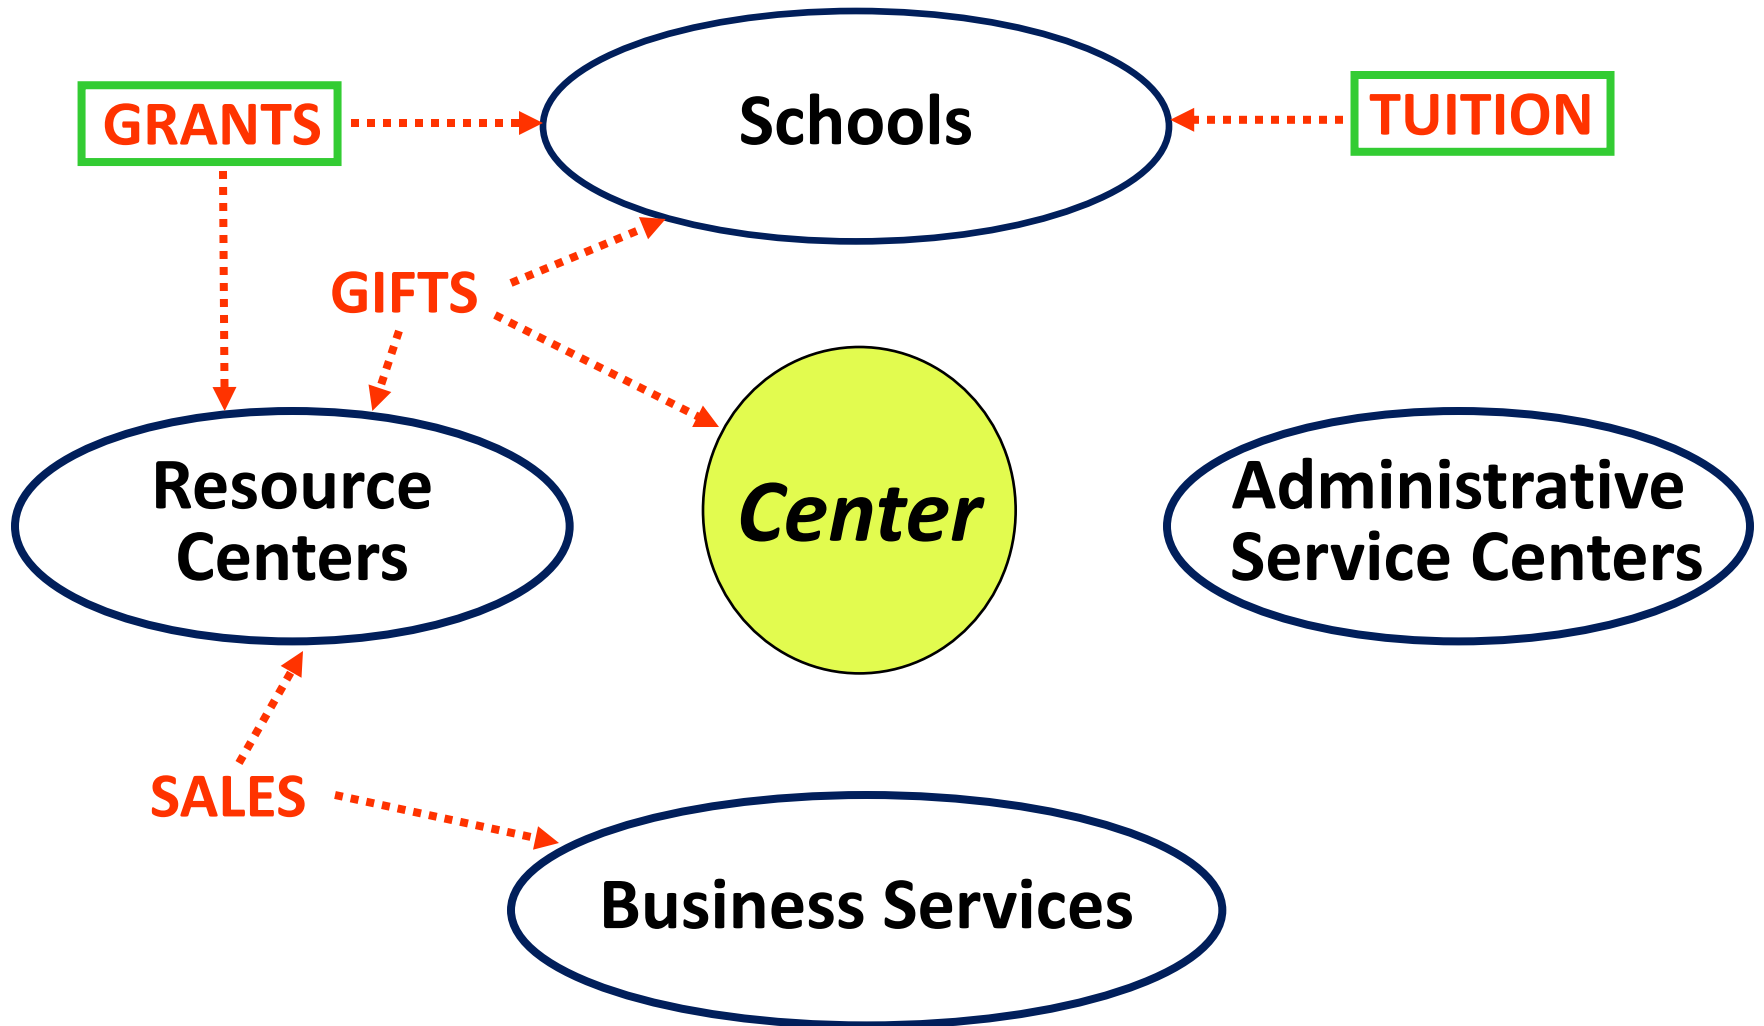 GRANTS
Schools
TUITION
GIFTS
Resource
Centers
Center
Administrative
Service Centers
SALES
Business Services